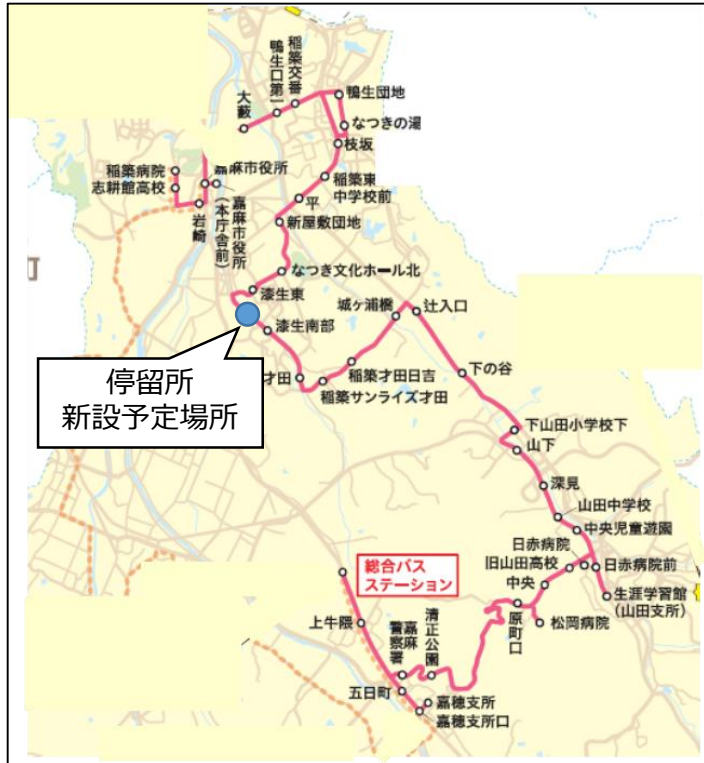 稲築交番
鴨生口第一
大藪
鴨生団地
なつきの湯
枝坂
稲築病院
志耕館高校
嘉麻市役所
岩崎
嘉麻市役所
(本庁舎前)
稲築東
中学校前
平
新屋敷団地
町
なつき文化ホール北
漆生東
漆生南部
城ヶ浦橋
辻入口
停留所
新設予定場所
才田
稲築才田日吉
稲築サンライズ才田
下の谷
下山田小学校下
山下
深見
山田中学校
中央児童遊園
日赤病院
旧山田高校
日赤病院前
中央
生涯学習館
(山田支所)
総合バス
ステーション
原町口
松岡病院
上牛隈
嘉麻
警察署
清正公園
五日町
嘉穂支所
嘉穂支所口